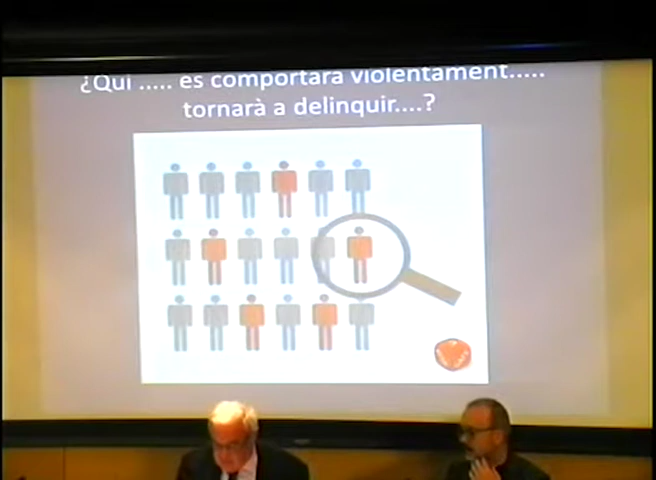 ¿Qui ..... es comportarà violentament.....
tornarà a delinquir....?